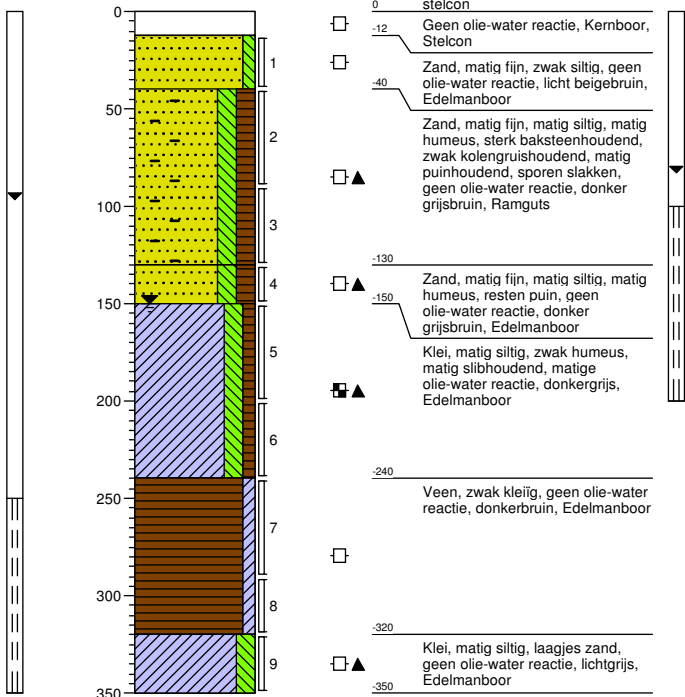 0
50
100
150
200
250
300
350
1
2
3
4
5
6
7
8
9
0
stelcon
-12
Geen olie-water reactie, Kernboor,
Stelcon
-40
Zand, matig fijn, zwak siltig, geen
olie-water reactie, licht beigebruin,
Edelmanboor
Zand, matig fijn, matig siltig, matig
humeus, sterk baksteenhoudend,
zwak kolengruishoudend, matig
puinhoudend, sporen slakken,
geen olie-water reactie, donker
grijsbruin, Ramguts
-130
Zand, matig fijn, matig siltig, matig
humeus, resten puin, geen
olie-water reactie, donker
grijsbruin, Edelmanboor
-150
Klei, matig siltig, zwak humeus,
matig slibhoudend, matige
olie-water reactie, donkergrijs,
Edelmanboor
-240
Veen, zwak kleiïg, geen olie-water
reactie, donkerbruin, Edelmanboor
-320
Klei, matig siltig, laagjes zand,
geen olie-water reactie, lichtgrijs,
Edelmanboor
-350